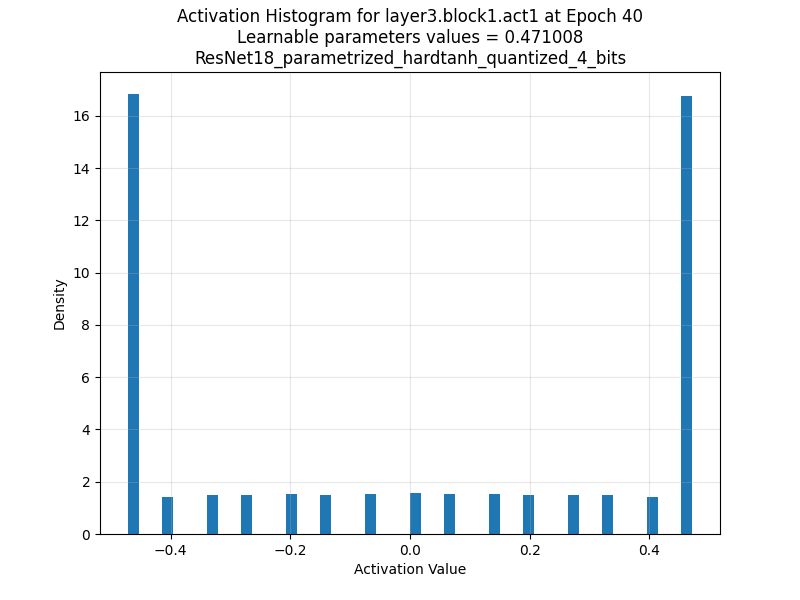 Activation Histogram for layer3.block1.act1 at Epoch 40
Learnable parameters values = 0.471008
ResNet18_parametrized_hardtanh_quantized_4_bits
16
14
12
10
8
6
4
2
0
Density
−0.4
−0.2
0.0
0.2
0.4
Activation Value